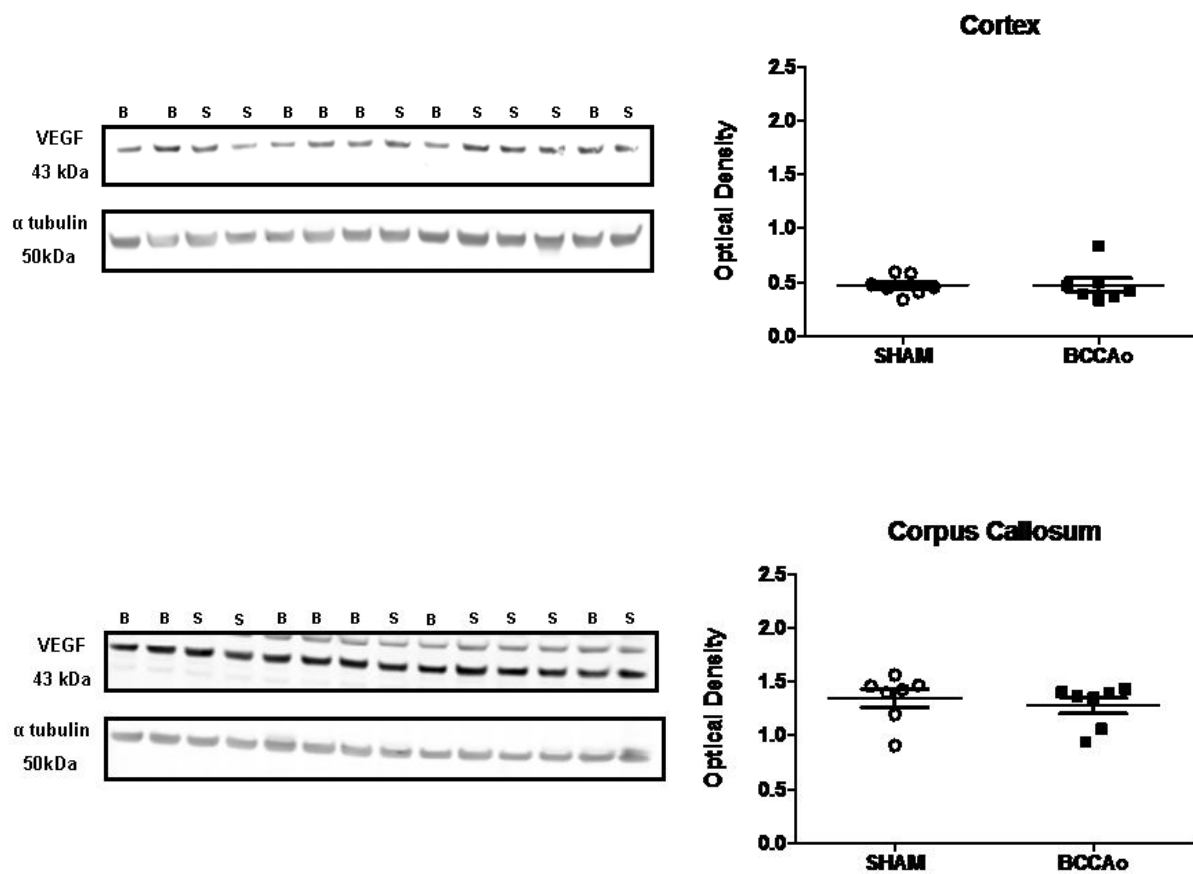 Cortex
2.5
2.0
1.5
1.0
0.5
0.0
Optical Density
SHAM BCCAo
B B S S B B B S B S S S B S
VEGF
43 kDa
α tubulin
50kDa
Corpus Callosum
2.5
2.0
1.5
1.0
0.5
0.0
Optical Density
SHAM BCCAo
B B S S B B B S B S S S B S
VEGF
43 kDa
α tubulin
50kDa